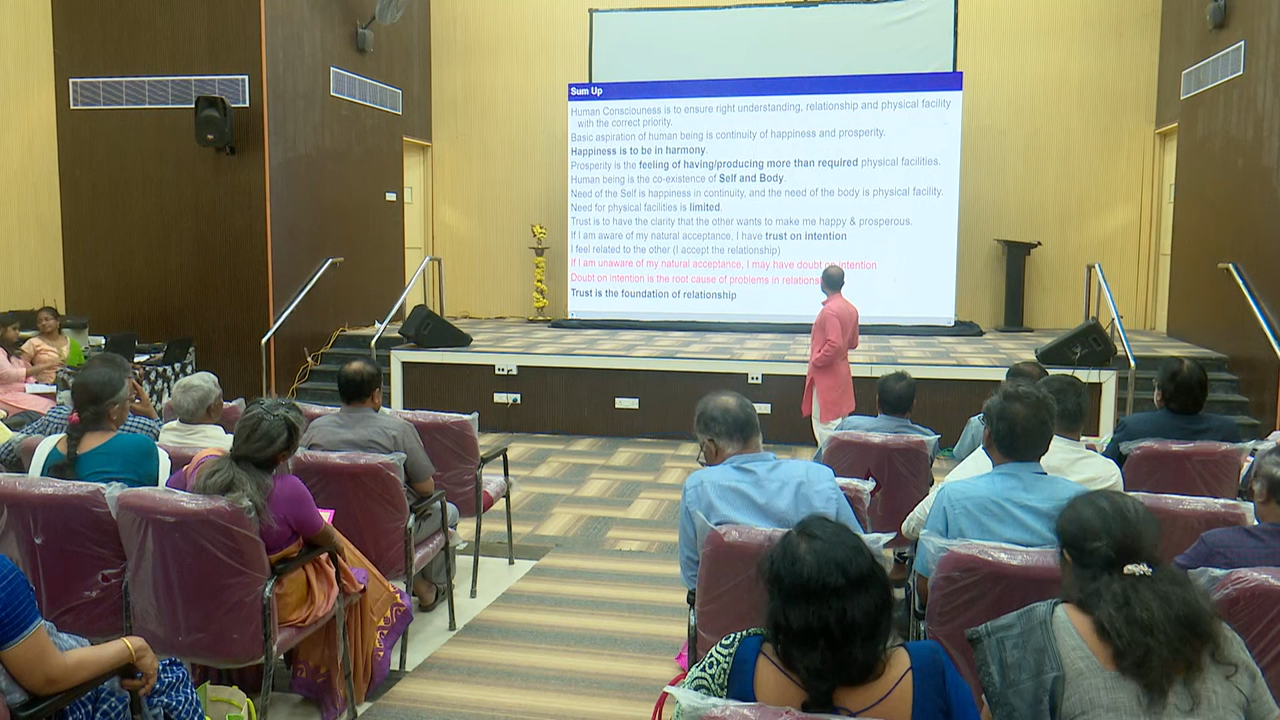 Sum Up
Human Consciouness is to ensure right understanding, relationship and physical facility
with the correct priority.
Basic aspiration of human being is continuity of happiness and prosperity.
Happiness is to be in harmony.
Prosperity is the feeling of having/producing more than required physical facilities.
Human being is the co-existence of Self and Body.
Need of the Self is happiness in continuity, and the need of the body is physical facility.
Need for physical facilities is limited.
Trust is to have the clarity that the other wants to make me happy & prosperous.
If I am aware of my natural acceptance, I have trust on intention
I feel related to the other (I accept the relationship)
If I am unaware of my natural acceptance, I may have doubt on intention
Doubt on intention is the root cause of problems in relations
Trust is the foundation of relationship